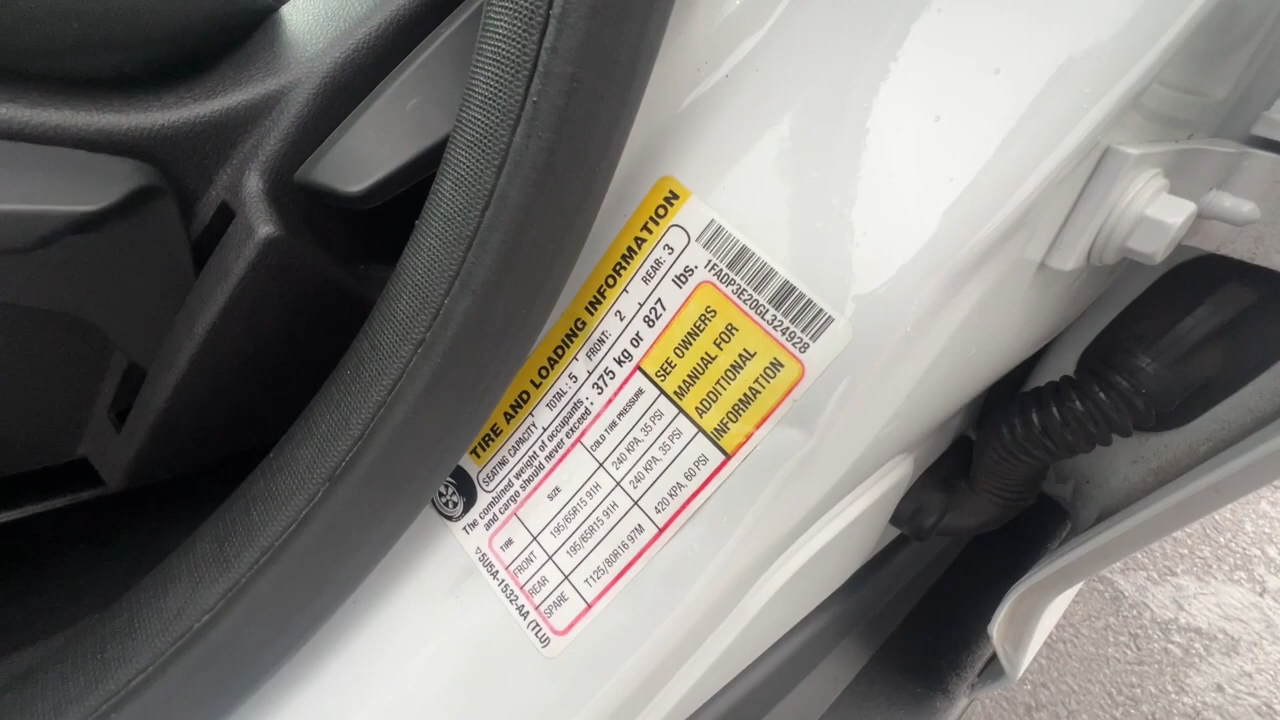 TIRE AND LOADING INFORMATION
SEATING CAPACITY TOTAL: 5 FRONT: 2 REAR: 3
The combined weight of occupants and cargo should never exceed: 375 kg or 827 lbs.
TIRE SIZE COLD TIRE PRESSURE
FRONT 195/65R15 91H 240 KPA, 35 PSI
REAR 195/65R15 91H 240 KPA, 35 PSI
SPARE T125/80R16 97M 420 KPA, 60 PSI
SEE OWNERS
MANUAL FOR
ADDITIONAL
INFORMATION
5U5A-1532-AA (TLU)
1FADP3E20GL324928